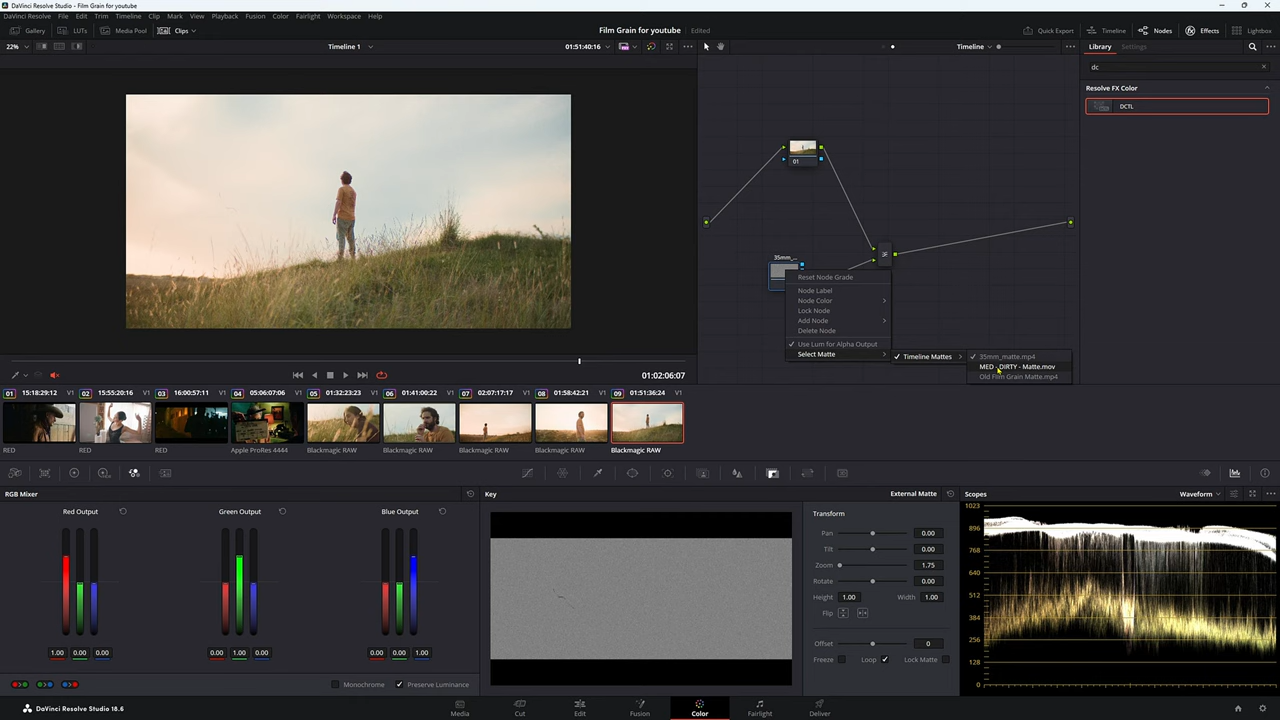 DaVinci Resolve Studio - Film Grain for youtube
DaVinci Resolve File Edit Trim Timeline Clip Mark View Playback Fusion Color Fairlight Workspace Help
Gallery LUTs Media Pool Clips Film Grain for youtube Edited Quick Export Timeline Nodes Effects Lightbox
22% Timeline 1 01:51:40:16 Timeline Library Settings
dc
Resolve FX Color
DCTL
01
35mm_...
Reset Node Grade
Node Label
Node Color
Lock Node
Add Node
Delete Node
Use Lum for Alpha Output
Select Matte Timeline Mattes 35mm_matte.mp4
MED - DIRTY - Matte.mov
Old Film Grain Matte.mp4
01:02:06:07
01 15:18:29:12 V1 02 15:55:20:16 V1 03 16:00:57:11 V1 04 05:06:07:06 V1 05 01:32:23:23 V1 06 01:41:00:22 V1 07 02:07:17:17 V1 08 01:58:42:21 V1 09 01:51:36:24 V1
RED RED RED Apple ProRes 4444 Blackmagic RAW Blackmagic RAW Blackmagic RAW Blackmagic RAW Blackmagic RAW
RGB Mixer Key External Matte Scopes Waveform
Red Output Green Output Blue Output
1.00 0.00 0.00 0.00 1.00 0.00 0.00 0.00 1.00
Monochrome Preserve Luminance
Transform
Pan 0.00
Tilt 0.00
Zoom 1.75
Rotate 0.00
Height 1.00 Width 1.00
Flip
Offset 0
Freeze Loop Lock Matte
1023
896
768
640
512
384
256
128
0
DaVinci Resolve Studio 18.6 Media Cut Edit Fusion Color Fairlight Deliver